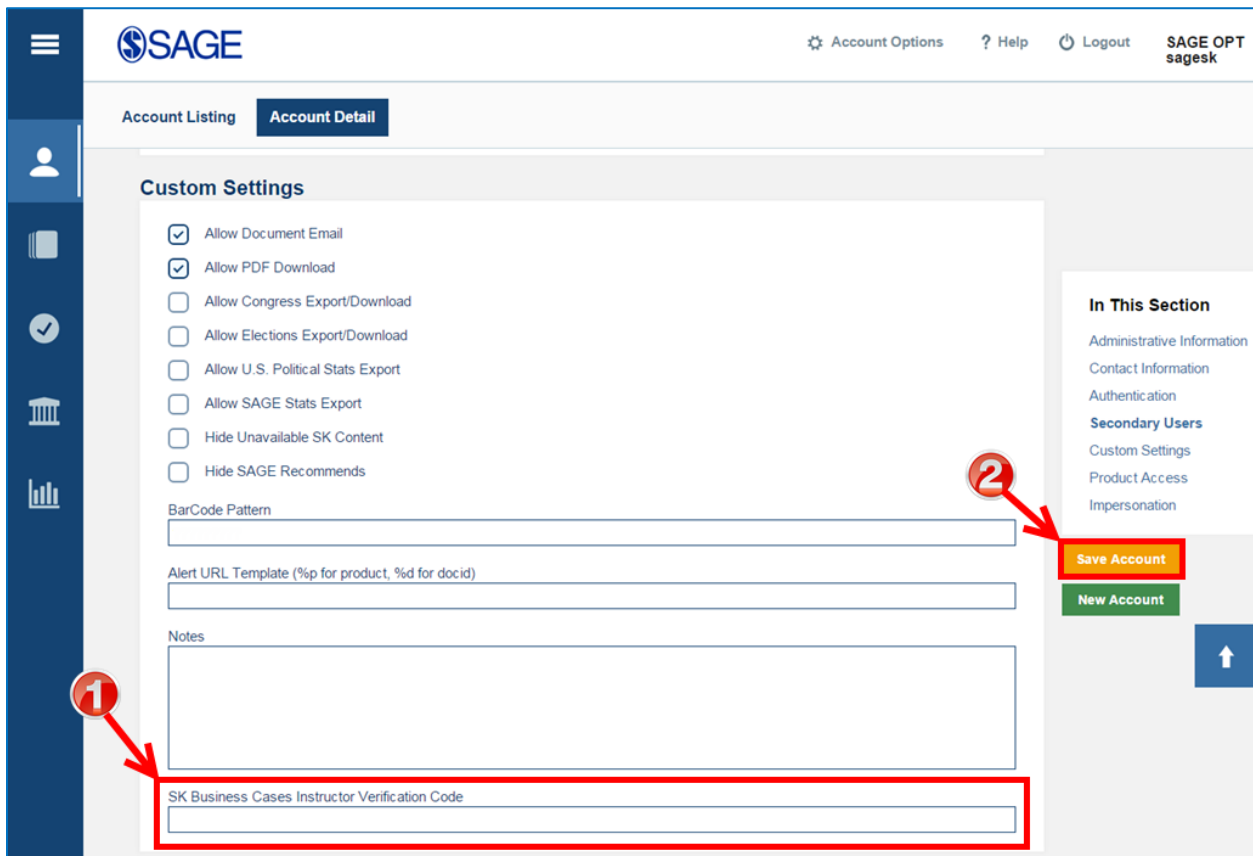 SAGE
Account Options
? Help
Logout
SAGE OPT
sagesk
Account Listing
Account Detail
Custom Settings
Allow Document Email
Allow PDF Download
Allow Congress Export/Download
Allow Elections Export/Download
Allow U.S. Political Stats Export
Allow SAGE Stats Export
Hide Unavailable SK Content
Hide SAGE Recommends
BarCode Pattern
Alert URL Template (%p for product, %d for docid)
Notes
1
SK Business Cases Instructor Verification Code
In This Section
Administrative Information
Contact Information
Authentication
Secondary Users
Custom Settings
Product Access
Impersonation
2
Save Account
New Account